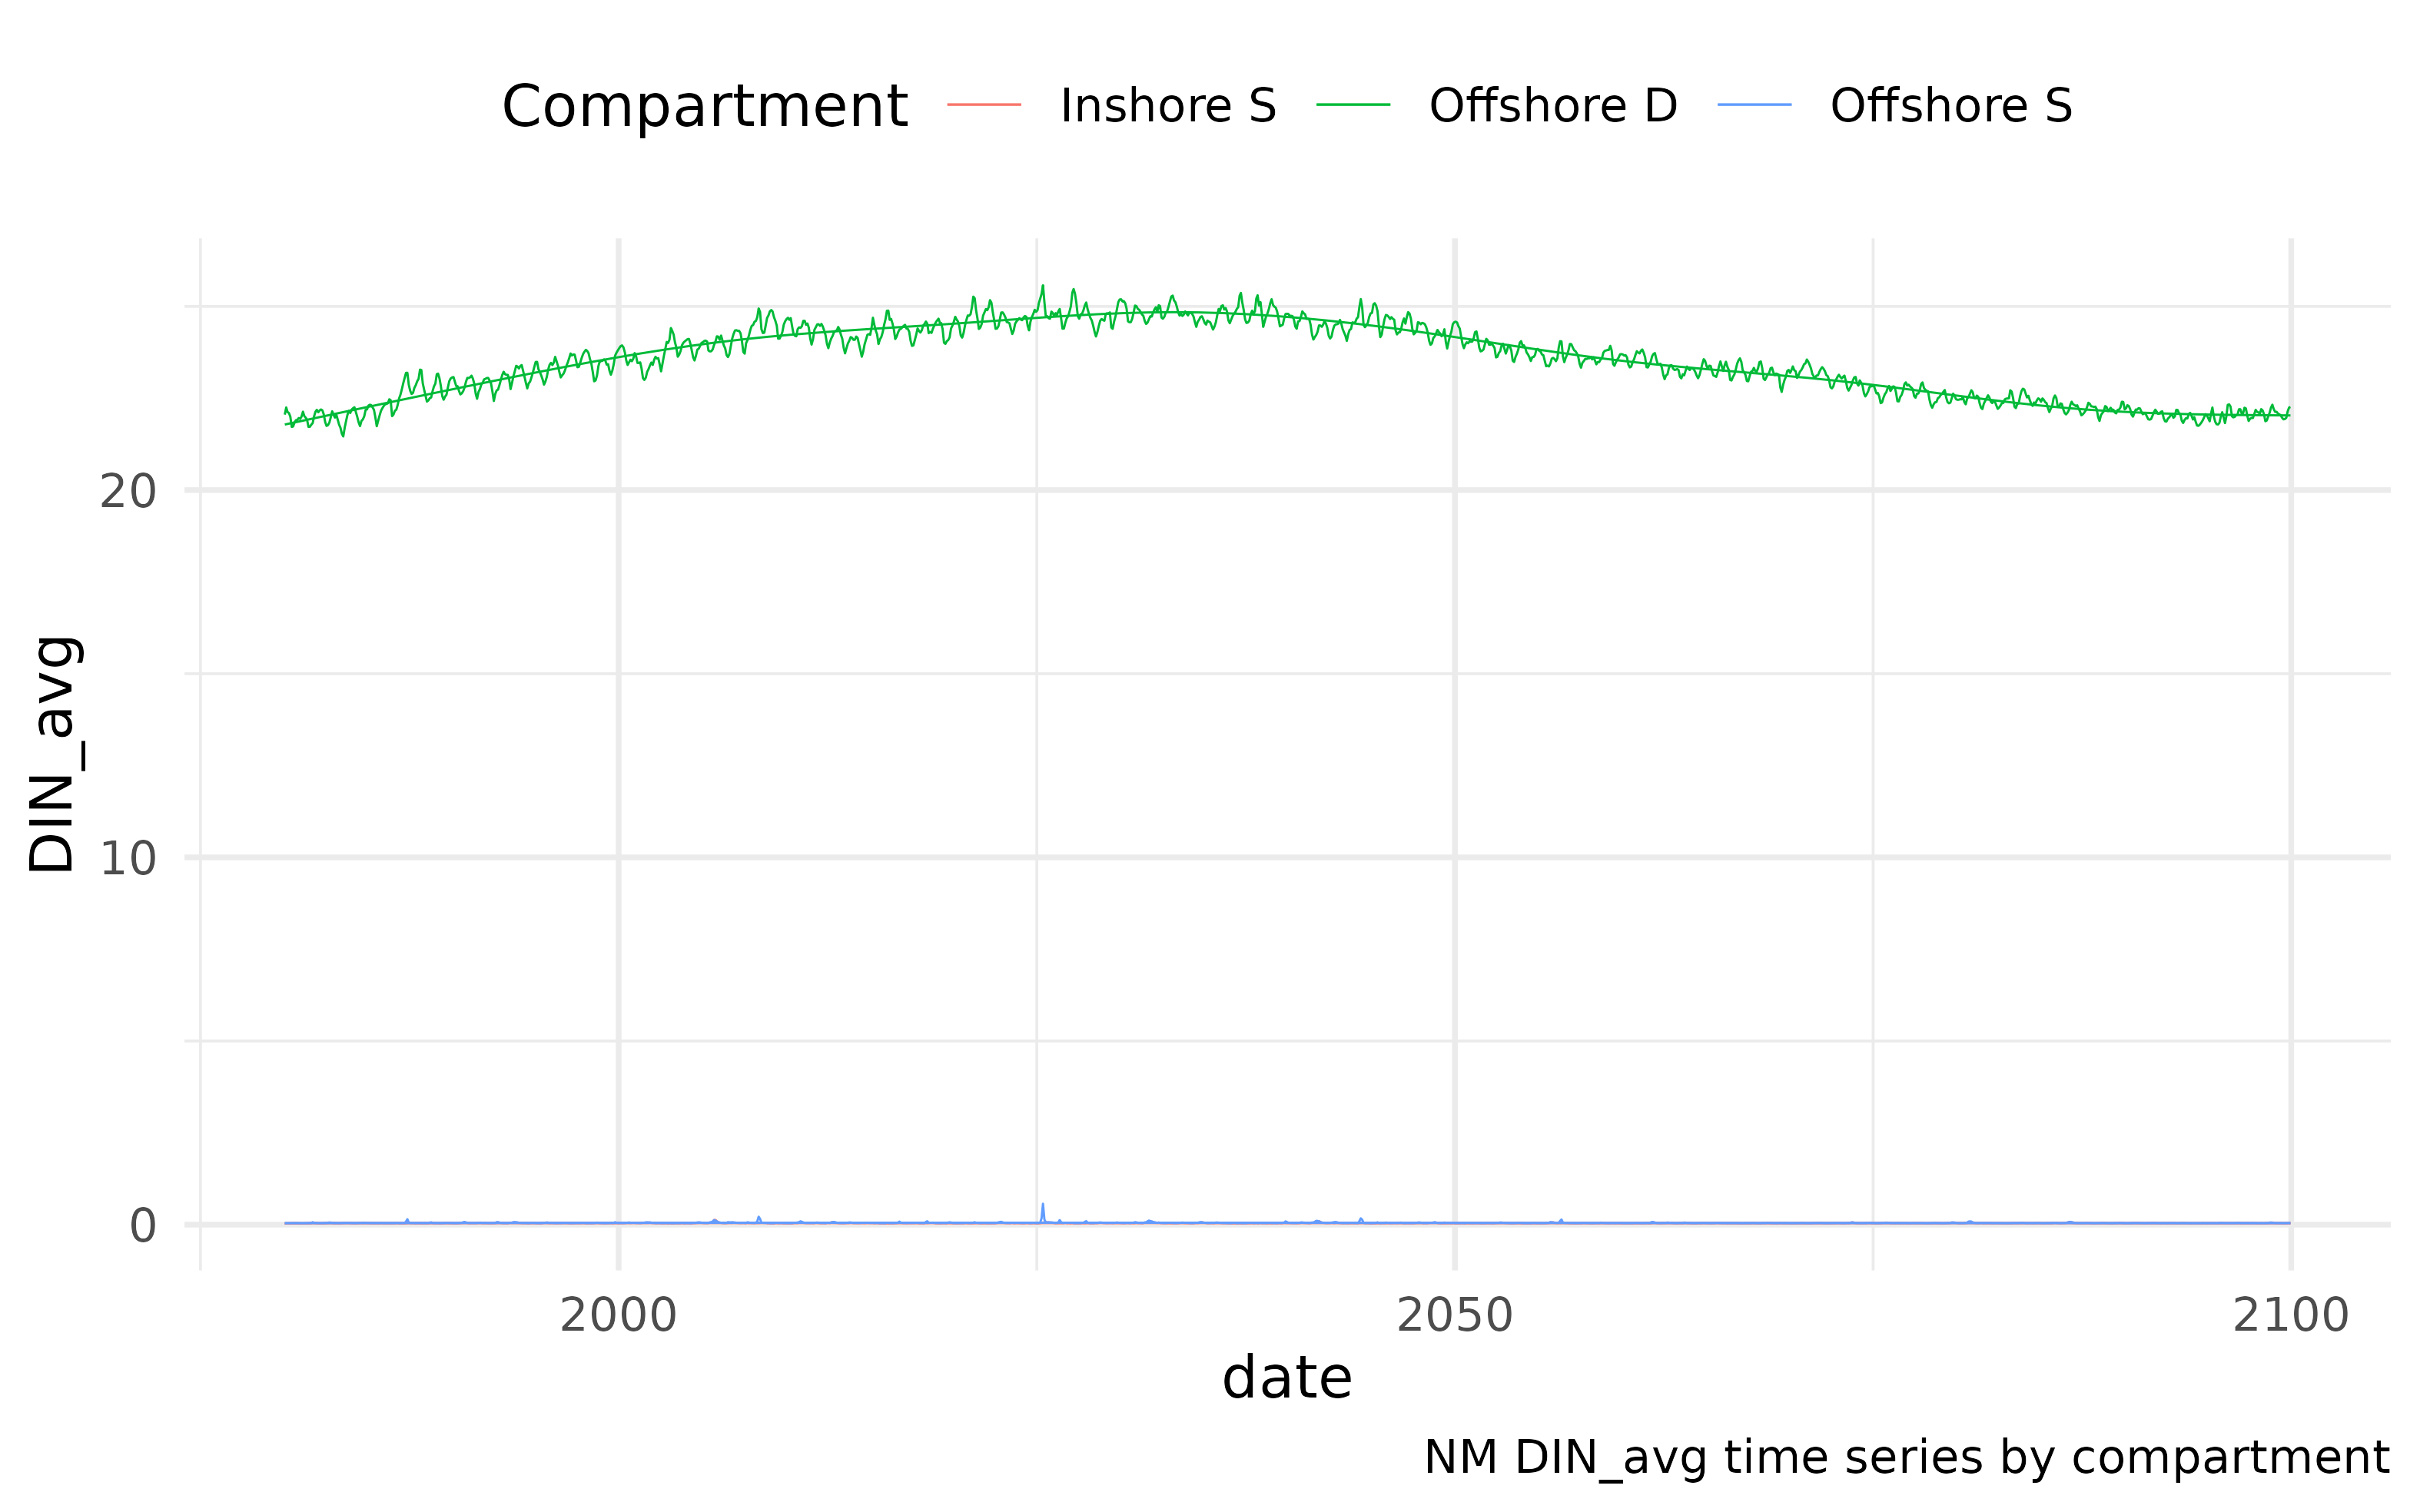 Compartment Inshore S Offshore D Offshore S
DIN_avg
20
10
0
2000 2050 2100
date
NM DIN_avg time series by compartment